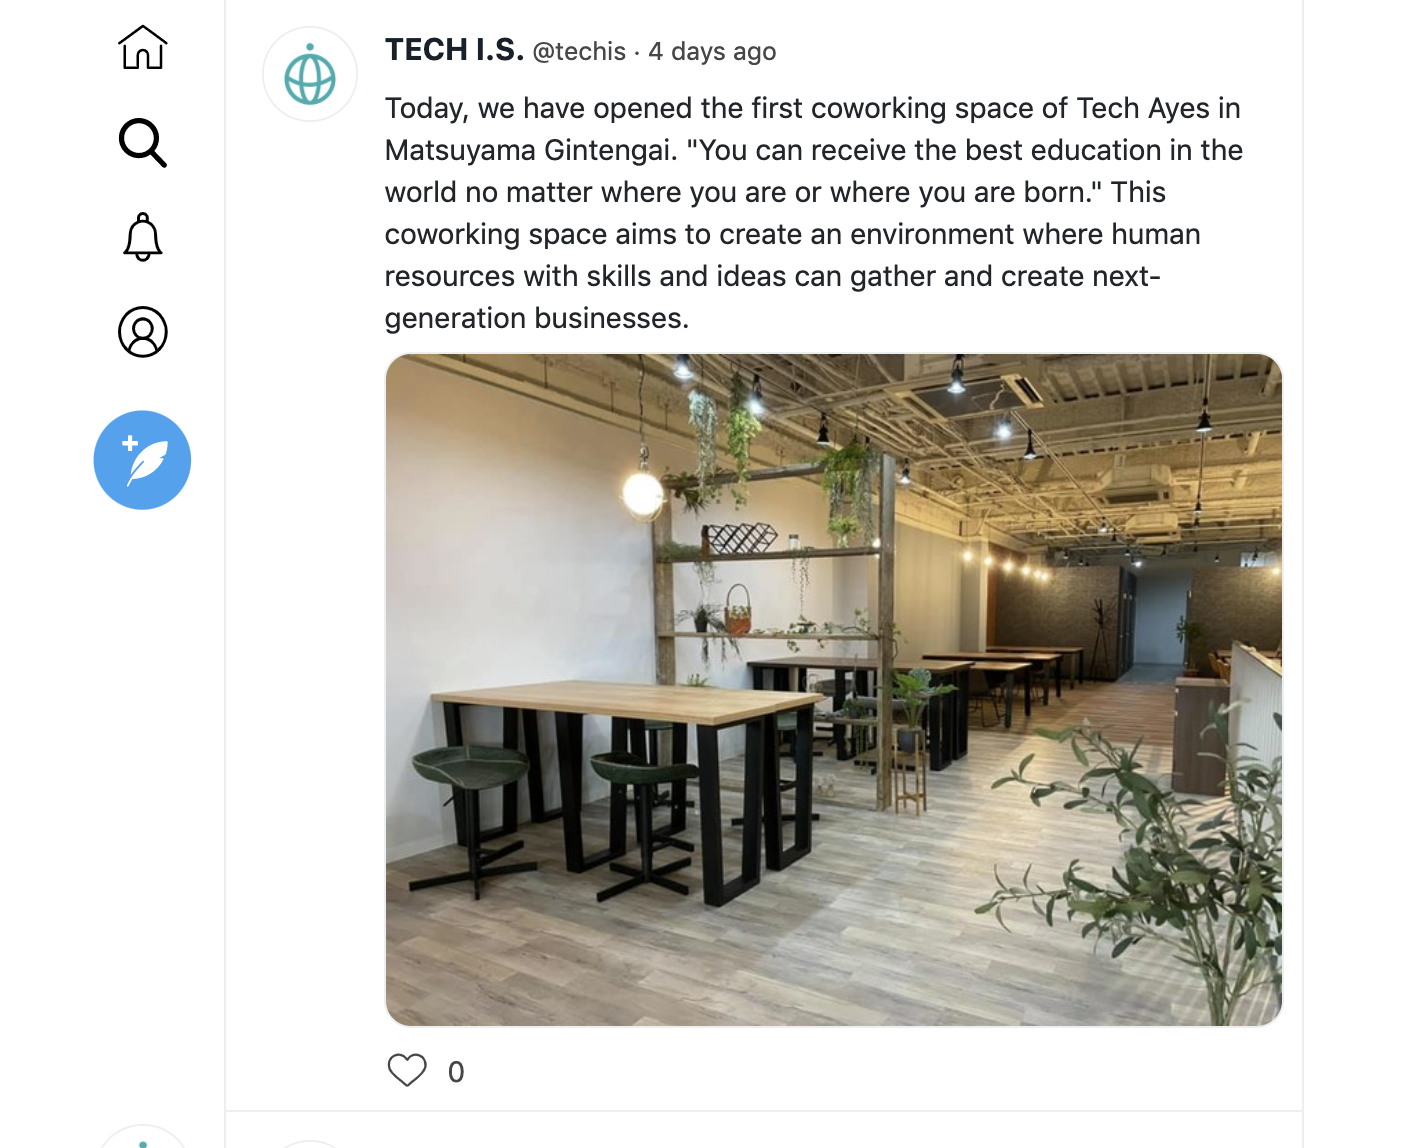 TECH I.S. @techis · 4 days ago
Today, we have opened the first coworking space of Tech Ayes in
Matsuyama Gintengai. "You can receive the best education in the
world no matter where you are or where you are born." This
coworking space aims to create an environment where human
resources with skills and ideas can gather and create next-
generation businesses.
0